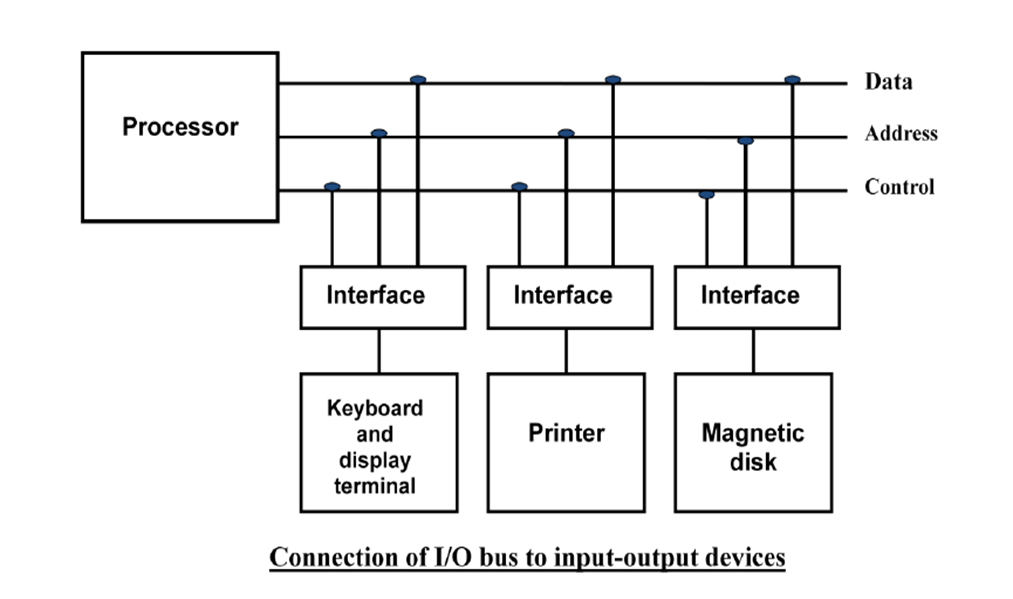 Processor
Data
Address
Control
Interface
Interface
Interface
Keyboard
and
display
terminal
Printer
Magnetic
disk
Connection of I/O bus to input-output devices